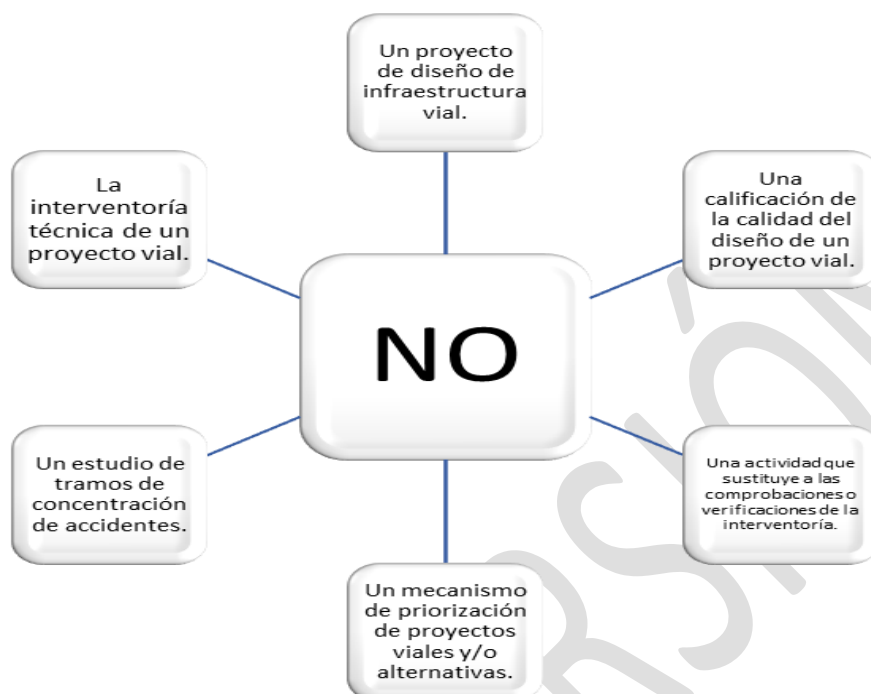 Un proyecto
de diseño de
infraestructura
vial.
Una
calificación de
la calidad del
diseño de un
proyecto vial.
Una actividad que
sustituye a las
comprobaciones o
verificaciones de la
interventoría.
Un mecanismo
de priorización
de proyectos
viales y/o
alternativas.
Un estudio de
tramos de
concentración
de accidentes.
La
interventoría
técnica de un
proyecto vial.
NO